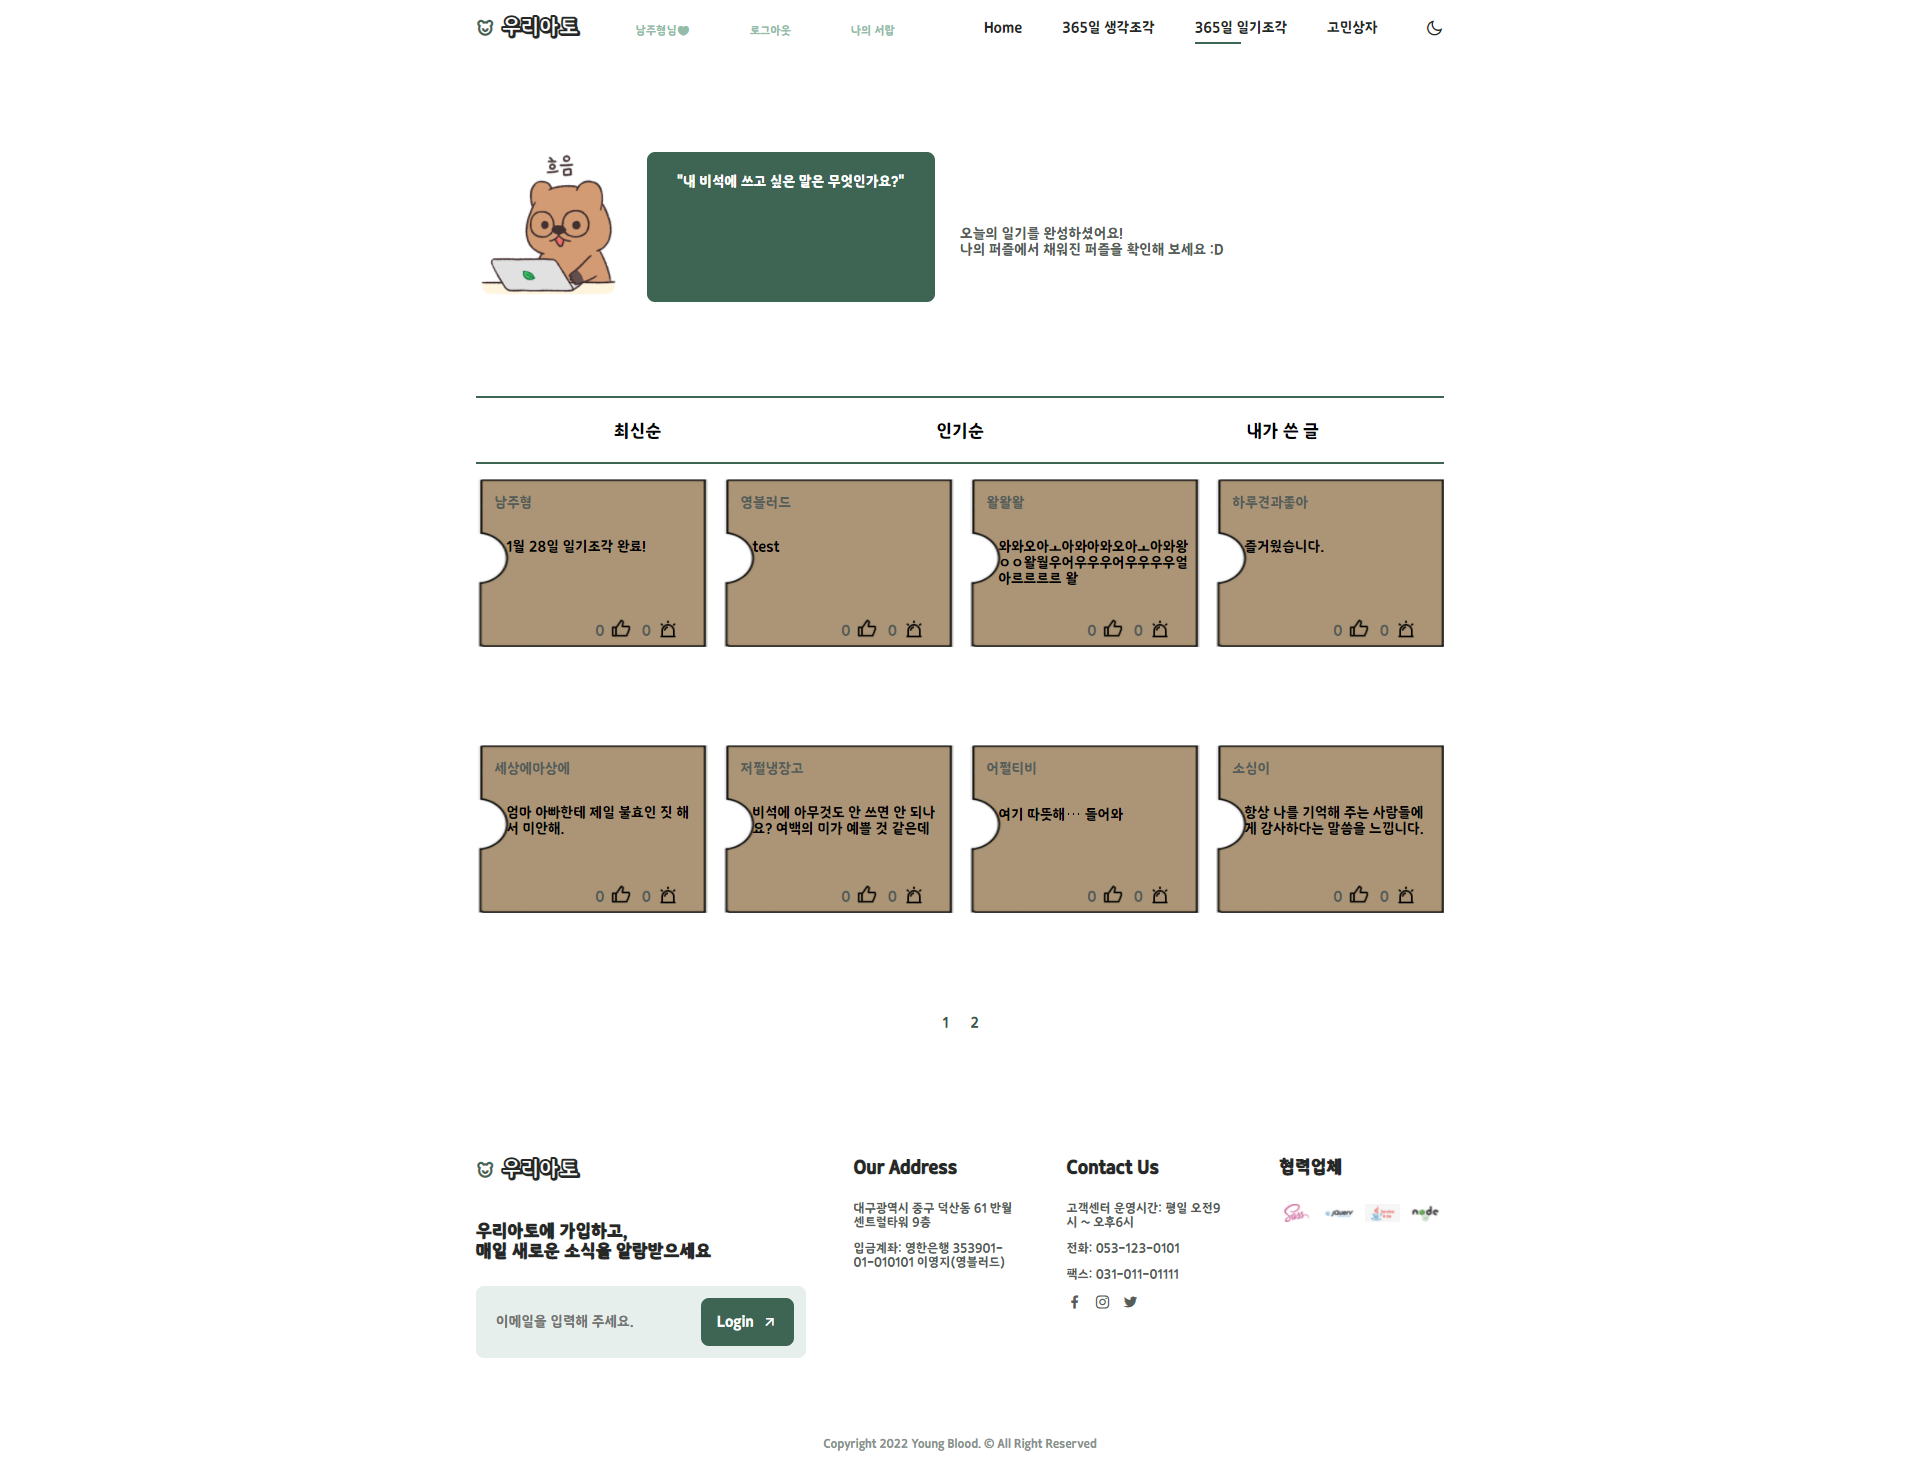 우리아토
남주형님
로그아웃
나의 서랍
Home
365일 생각조각
365일 일기조각
고민상자
흐음
"내 비석에 쓰고 싶은 말은 무엇인가요?"
오늘의 일기를 완성하셨어요!
나의 퍼즐에서 채워진 퍼즐을 확인해 보세요 :D
최신순
인기순
내가 쓴 글
남주형
1월 28일 일기조각 완료!
0 0
영블러드
test
0 0
왈왈왈
와와오아ㅗ아와아와오아ㅗ아와왕
ㅇㅇ왈월우어우우우어우우우우얼
아르르르르 왈
0 0
하루견과좋아
즐거웠습니다.
0 0
세상에마상에
엄마 아빠한테 제일 불효인 짓 해
서 미안해.
0 0
저쩔냉장고
비석에 아무것도 안 쓰면 안 되나
요? 여백의 미가 예쁠 것 같은데
0 0
어쩔티비
여기 따뜻해… 들어와
0 0
소심이
항상 나를 기억해 주는 사람들에
게 감사하다는 말씀을 느낍니다.
0 0
1 2
우리아토
우리아토에 가입하고,
매일 새로운 소식을 알람받으세요
이메일을 입력해 주세요.
Login
Our Address
대구광역시 중구 덕산동 61 반월
센트럴타워 9층
입금계좌: 영한은행 353901-
01-010101 이영지(영블러드)
Contact Us
고객센터 운영시간: 평일 오전9
시 ~ 오후6시
전화: 053-123-0101
팩스: 031-011-01111
협력업체
Sass
jQuery
node
Copyright 2022 Young Blood. © All Right Reserved